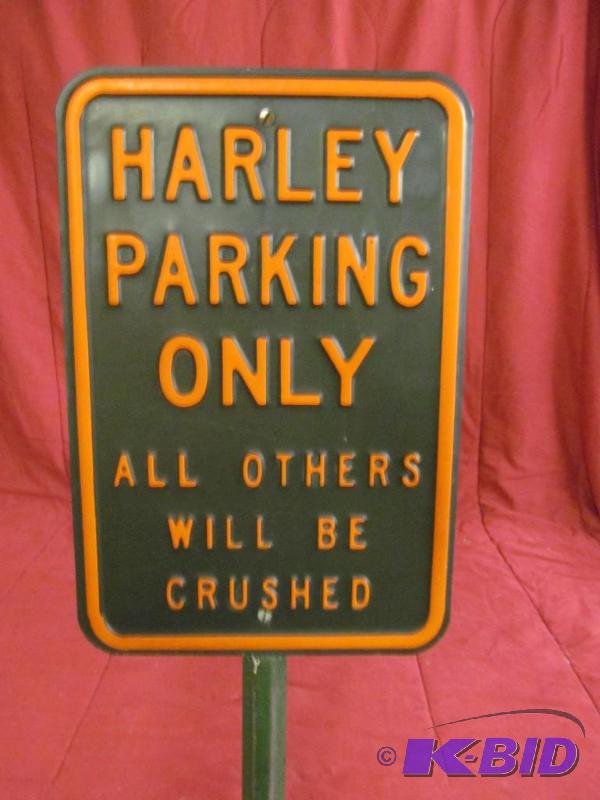 HARLEY
PARKING
ONLY
ALL OTHERS
WILL BE
CRUSHED
© K-BID